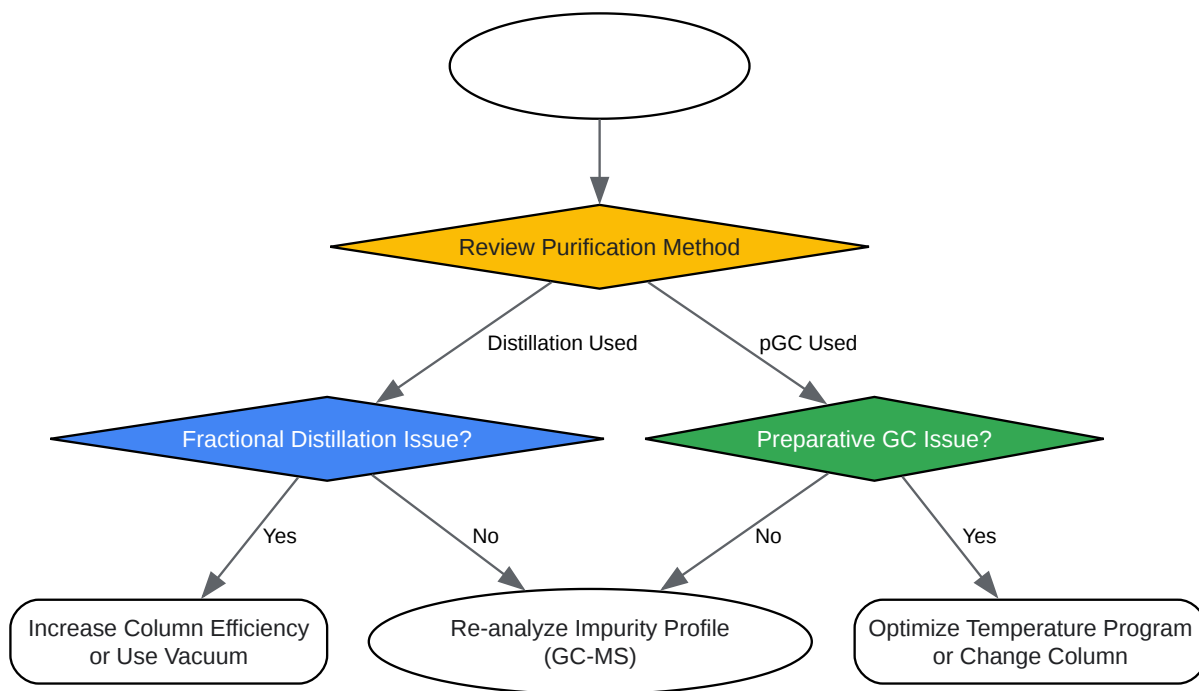 Review Purification Method
Distillation Used
pGC Used
Fractional Distillation Issue?
Preparative GC Issue?
Yes
No
No
Yes
Increase Column Efficiency
or Use Vacuum
Re-analyze Impurity Profile
(GC-MS)
Optimize Temperature Program
or Change Column